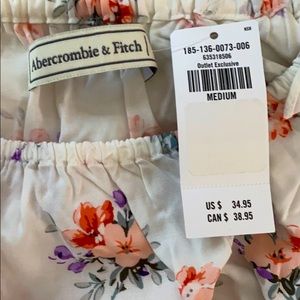 Abercrombie & Fitch
185-136-0073-006
635318506
Outlet Exclusive
MEDIUM
US $ 34.95
CAN $ 38.95